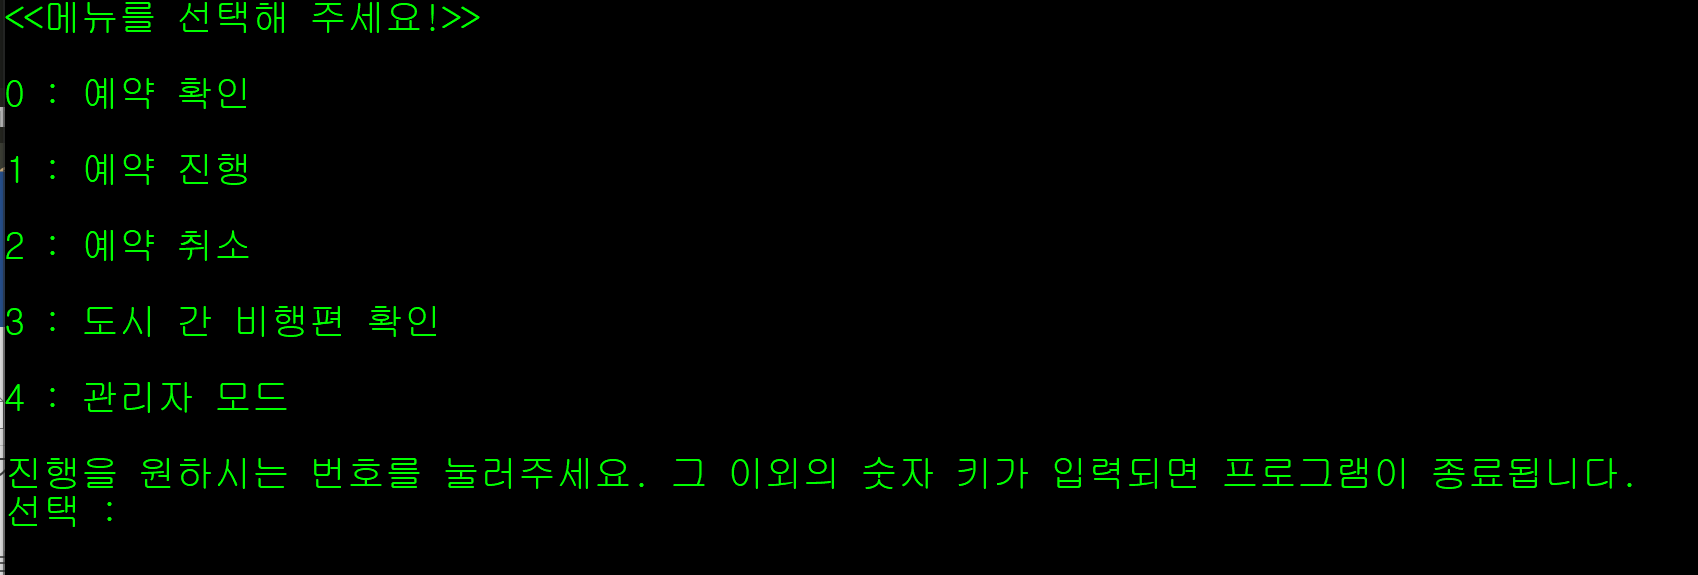 <<메뉴를 선택해 주세요!>>
0 : 예약 확인
1 : 예약 진행
2 : 예약 취소
3 : 도시 간 비행편 확인
4 : 관리자 모드
진행을 원하시는 번호를 눌러주세요. 그 이외의 숫자 키가 입력되면 프로그램이 종료됩니다.
선택 :